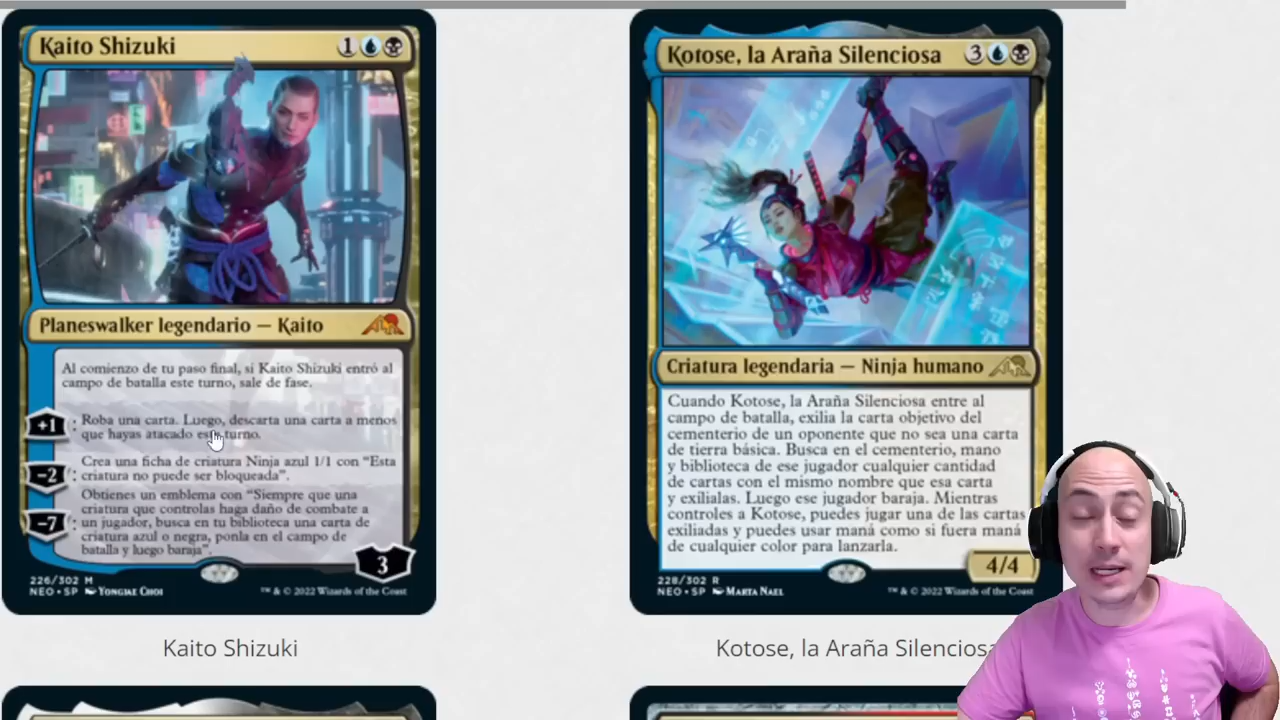 Kaito Shizuki
1
Planeswalker legendario — Kaito
Al comienzo de tu paso final, si Kaito Shizuki entró al
campo de batalla este turno, sale de fase.
+1: Roba una carta. Luego, descarta una carta a menos
que hayas atacado este turno.
−2: Crea una ficha de criatura Ninja azul 1/1 con “Esta
criatura no puede ser bloqueada”.
Obtienes un emblema con “Siempre que una
criatura que controlas haga daño de combate a
−7: un jugador, busca en tu biblioteca una carta de
criatura azul o negra, ponla en el campo de
batalla y luego baraja”.
3
226/302 M
NEO • SP Yongjae Choi
™ & © 2022 Wizards of the Coast
Kaito Shizuki
Kotose, la Araña Silenciosa
3
Criatura legendaria — Ninja humano
Cuando Kotose, la Araña Silenciosa entre al
campo de batalla, exilia la carta objetivo del
cementerio de un oponente que no sea una carta
de tierra básica. Busca en el cementerio, mano
y biblioteca de ese jugador cualquier cantidad
de cartas con el mismo nombre que esa carta
y exílialas. Luego ese jugador baraja. Mientras
controles a Kotose, puedes jugar una de las cartas
exiliadas y puedes usar maná como si fuera maná
de cualquier color para lanzarla.
4/4
228/302 R
NEO • SP Marta Nael
™ & © 2022 Wizards of the Coast
Kotose, la Araña Silenciosa